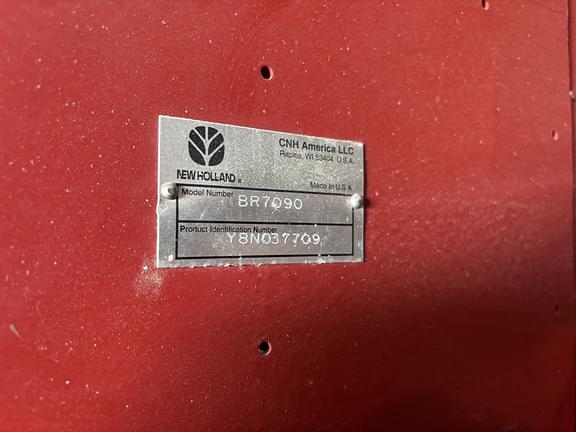 CNH America LLC
Racine, WI 53404 U.S.A.
NEW HOLLAND®
Made in U.S.A.
Model Number
BR7090
Product Identification Number
Y8N037709